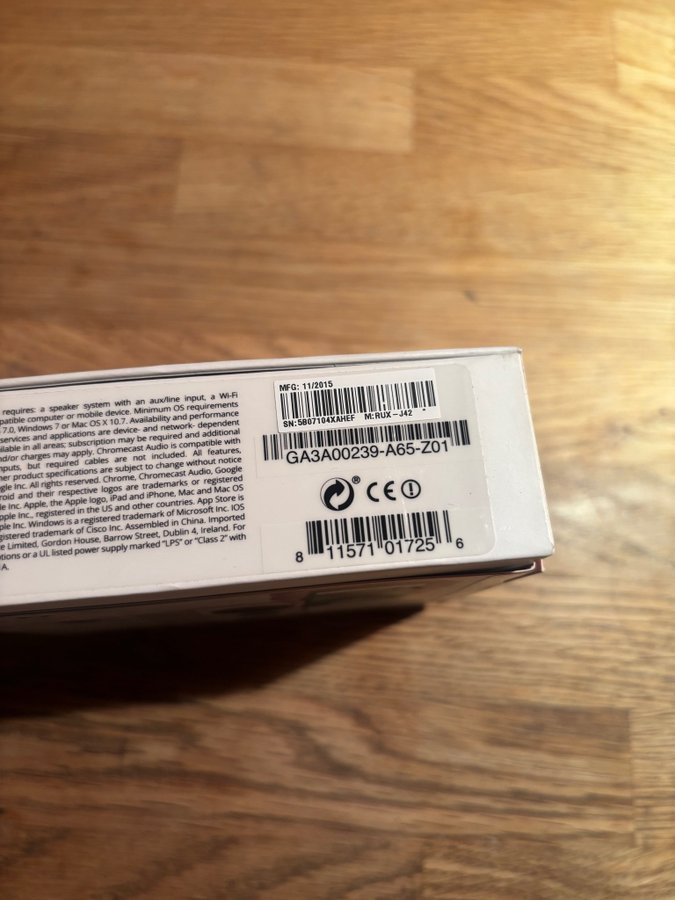 requires: a speaker system with an aux/line input, a Wi-Fi
patible computer or mobile device. Minimum OS requirements
7.0, Windows 7 or Mac OS X 10.7. Availability and performance
services and applications are device- and network- dependent
ilable in all areas; subscription may be required and additional
nd/or charges may apply. Chromecast Audio is compatible with
nputs, but required cables are not included. All features,
her product specifications are subject to change without notice
gle Inc. All rights reserved. Chrome, Chromecast Audio, Google
roid and their respective logos are trademarks or registered
le Inc. Apple, the Apple logo, iPad and iPhone, Mac and Mac OS
pple Inc., registered in the US and other countries. App Store is
ple Inc. Windows is a registered trademark of Microsoft Inc. IOS
egistered trademark of Cisco Inc. Assembled in China. Imported
te Limited, Gordon House, Barrow Street, Dublin 4, Ireland. For
tions or a UL listed power supply marked "LPS" or "Class 2" with
A.
MFG: 11/2015
SN:5B07104XAHEF M:RUX-J42
GA3A00239-A65-Z01
CE
8 11571 01725 6